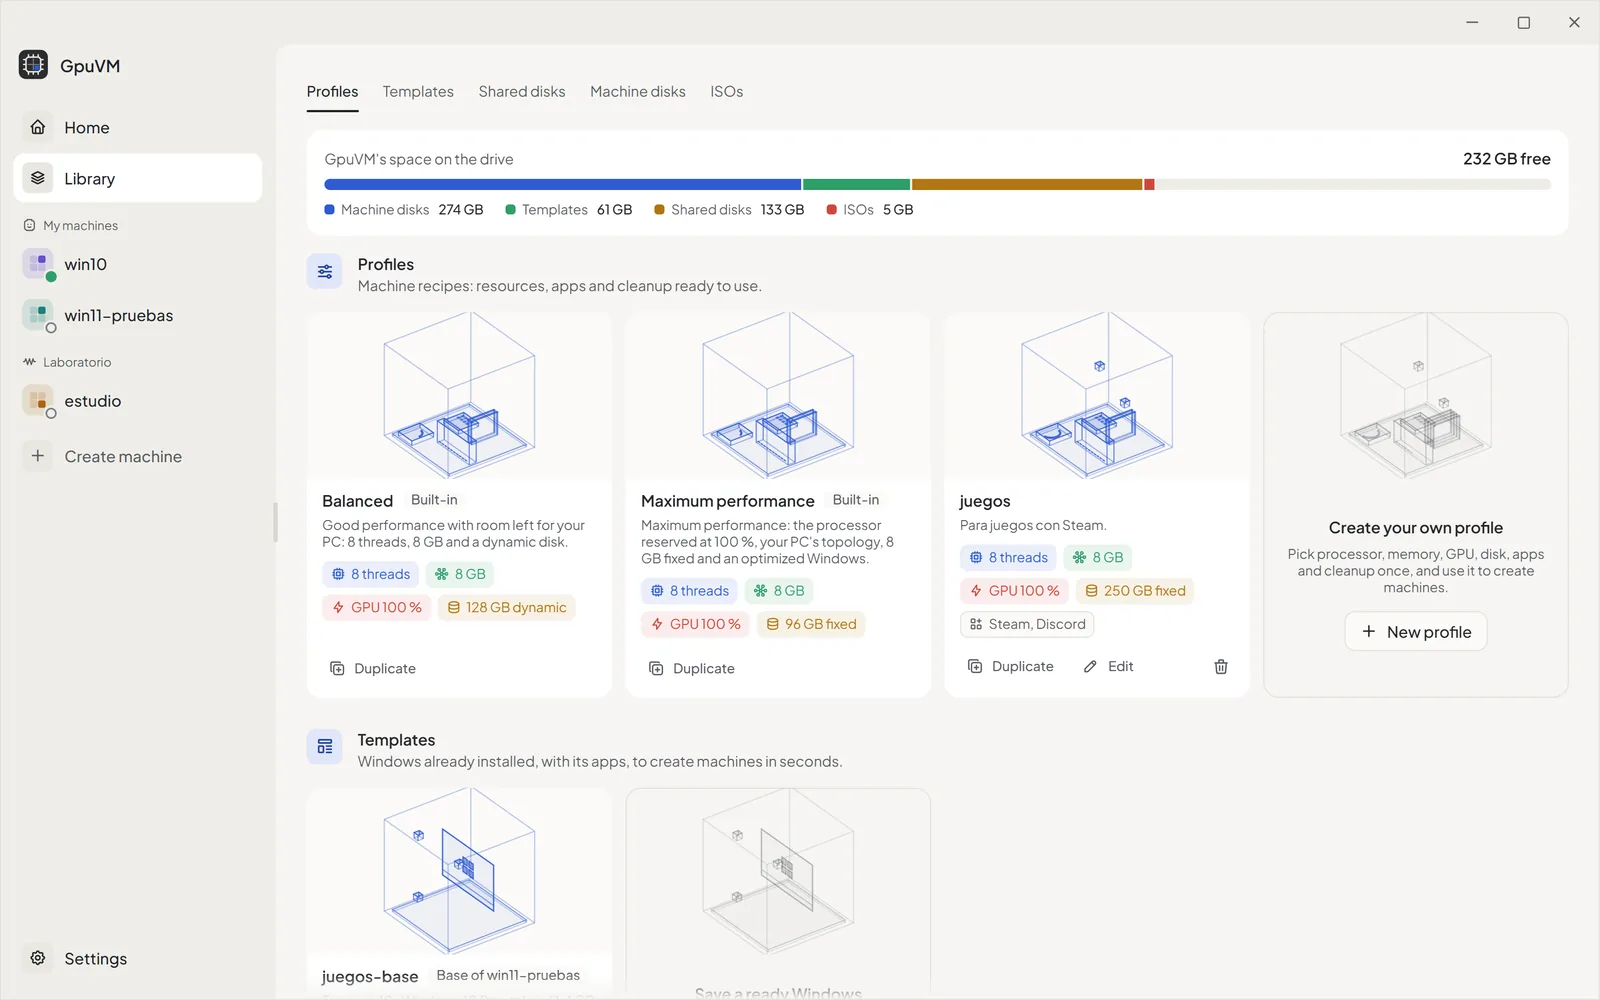 GpuVM
Home
Library
My machines
win10
win11-pruebas
Laboratorio
estudio
Create machine
Settings
Profiles Templates Shared disks Machine disks ISOs
GpuVM's space on the drive 232 GB free
Machine disks 274 GB Templates 61 GB Shared disks 133 GB ISOs 5 GB
Profiles
Machine recipes: resources, apps and cleanup ready to use.
Balanced Built-in
Good performance with room left for your
PC: 8 threads, 8 GB and a dynamic disk.
8 threads 8 GB
GPU 100 % 128 GB dynamic
Duplicate
Maximum performance Built-in
Maximum performance: the processor
reserved at 100 %, your PC's topology, 8
GB fixed and an optimized Windows.
8 threads 8 GB
GPU 100 % 96 GB fixed
Duplicate
juegos
Para juegos con Steam.
8 threads 8 GB
GPU 100 % 250 GB fixed
Steam, Discord
Duplicate Edit
Create your own profile
Pick processor, memory, GPU, disk, apps
and cleanup once, and use it to create
machines.
New profile
Templates
Windows already installed, with its apps, to create machines in seconds.
juegos-base Base of win11-pruebas
Save a ready Windows